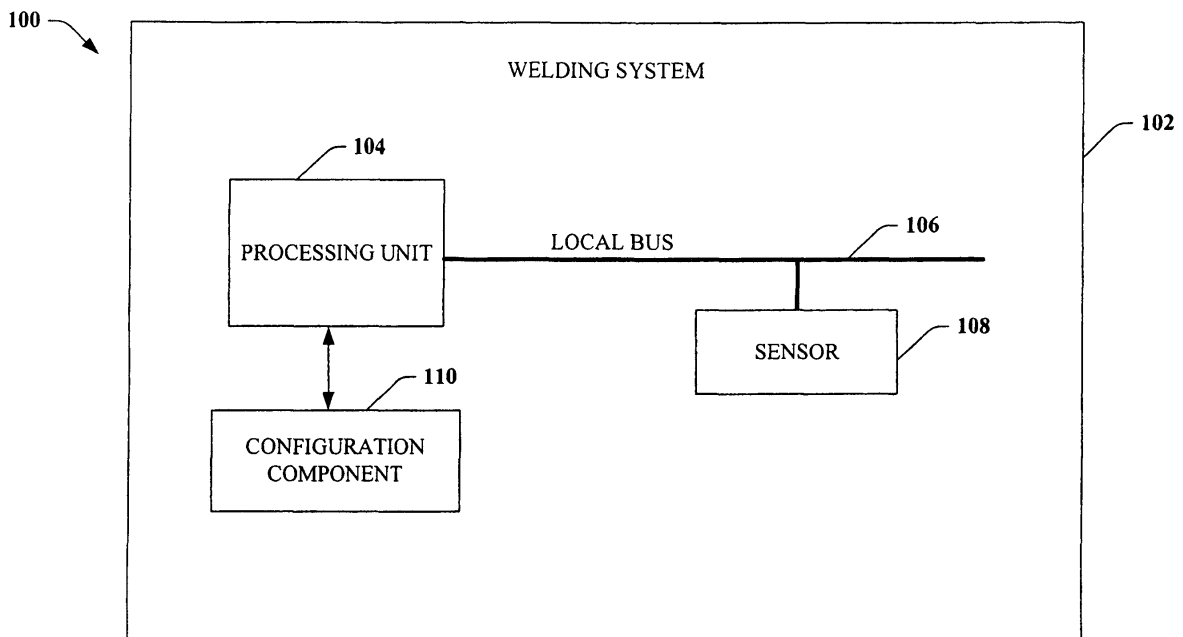 100
WELDING SYSTEM
102
104
PROCESSING UNIT
LOCAL BUS
106
SENSOR
108
110
CONFIGURATION
COMPONENT